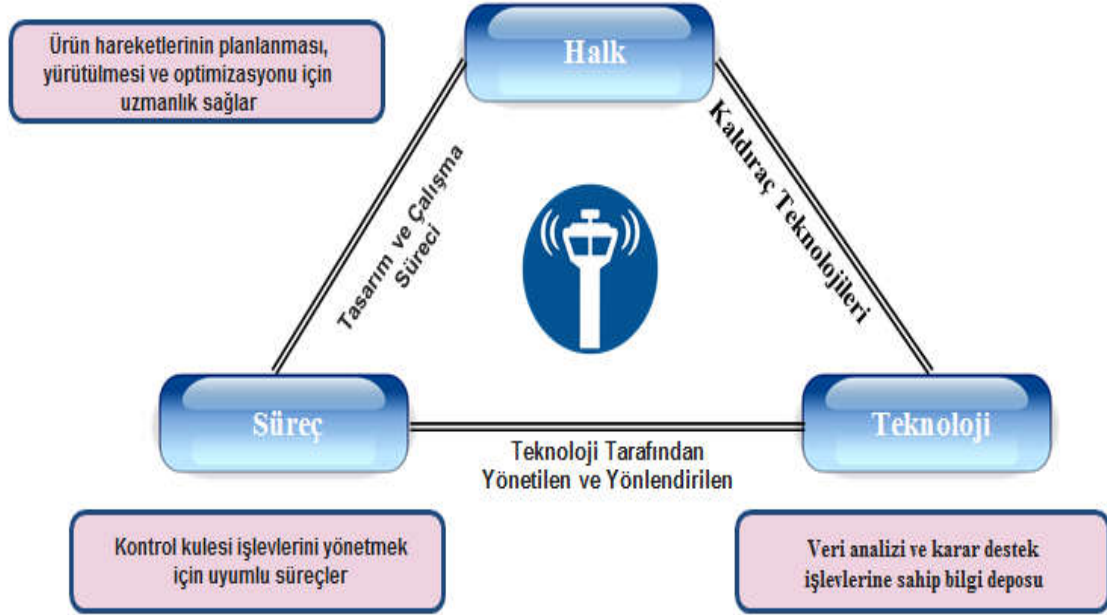 Ürün hareketlerinin planlanması,
yürütülmesi ve optimizasyonu için
uzmanlık sağlar
Halk
Tasarım ve Çalışma
Süreci
Kaldıraç Teknolojileri
Süreç
Teknoloji
Teknoloji Tarafından
Yönetilen ve Yönlendirilen
Kontrol kulesi işlevlerini yönetmek
için uyumlu süreçler
Veri analizi ve karar destek
işlevlerine sahip bilgi deposu